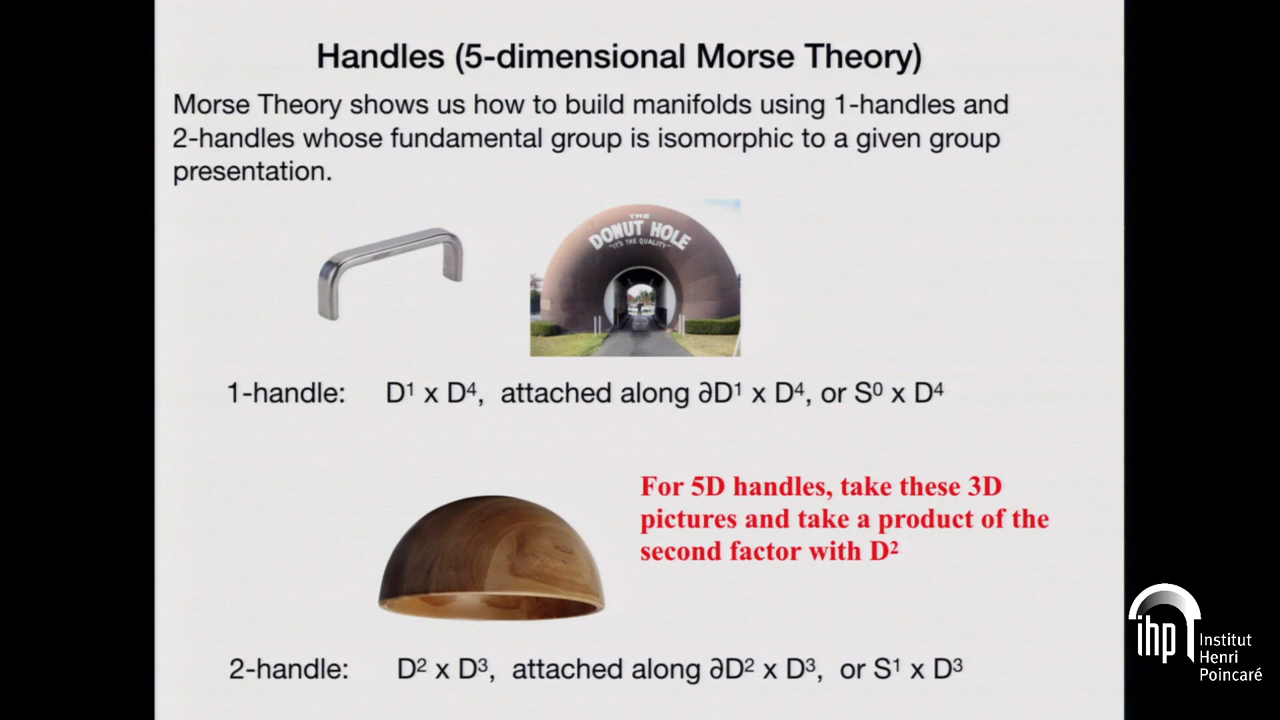 Handles (5-dimensional Morse Theory)
Morse Theory shows us how to build manifolds using 1-handles and
2-handles whose fundamental group is isomorphic to a given group
presentation.
THE
DONUT HOLE
"IT'S THE QUALITY"
1-handle: D¹ x D⁴, attached along ∂D¹ x D⁴, or S⁰ x D⁴
For 5D handles, take these 3D
pictures and take a product of the
second factor with D²
2-handle: D² x D³, attached along ∂D² x D³, or S¹ x D³
ihp
Institut
Henri
Poincaré